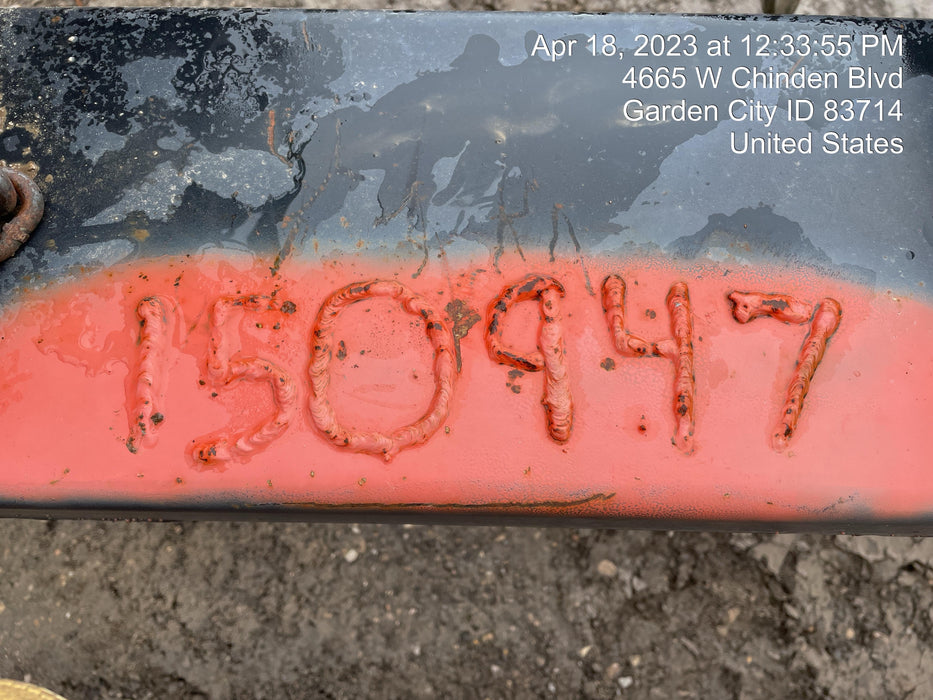 Apr 18, 2023 at 12:33:55 PM
4665 W Chinden Blvd
Garden City ID 83714
United States
150947